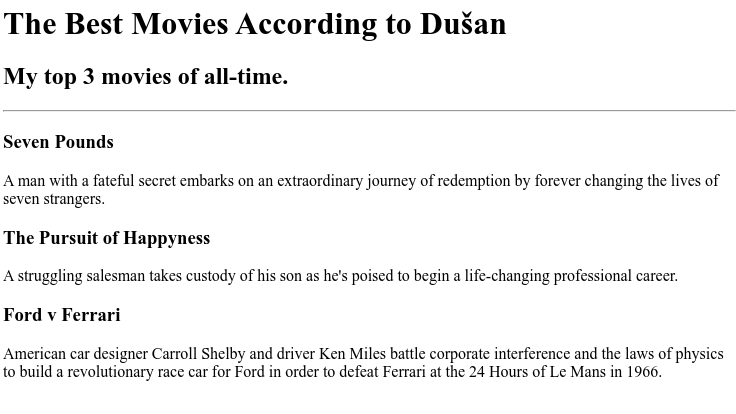 The Best Movies According to Dušan
My top 3 movies of all-time.
Seven Pounds
A man with a fateful secret embarks on an extraordinary journey of redemption by forever changing the lives of
seven strangers.
The Pursuit of Happyness
A struggling salesman takes custody of his son as he's poised to begin a life-changing professional career.
Ford v Ferrari
American car designer Carroll Shelby and driver Ken Miles battle corporate interference and the laws of physics
to build a revolutionary race car for Ford in order to defeat Ferrari at the 24 Hours of Le Mans in 1966.